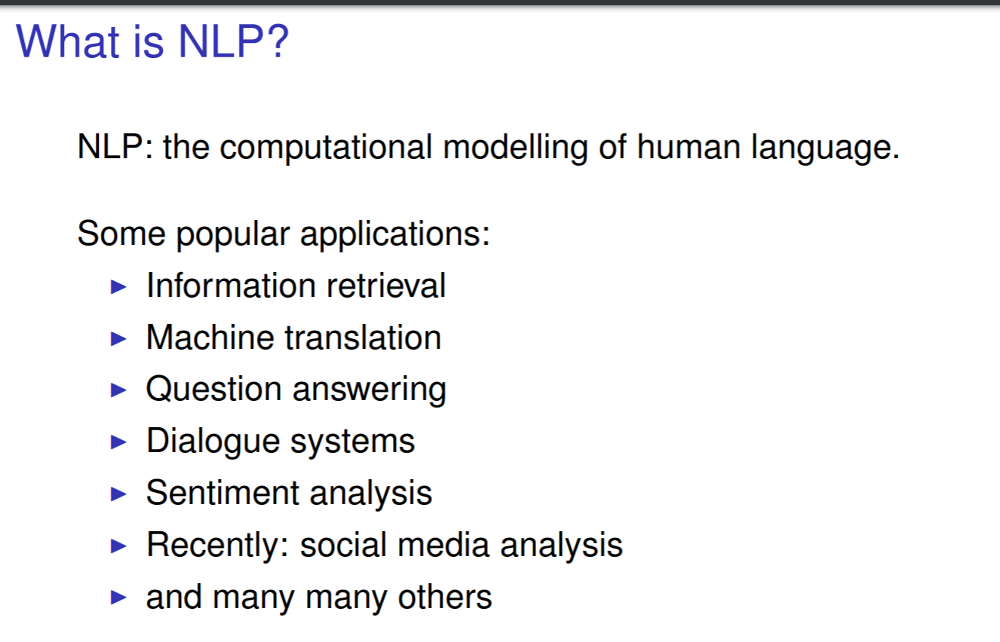 What is NLP?
NLP: the computational modelling of human language.
Some popular applications:
► Information retrieval
► Machine translation
► Question answering
► Dialogue systems
► Sentiment analysis
► Recently: social media analysis
► and many many others